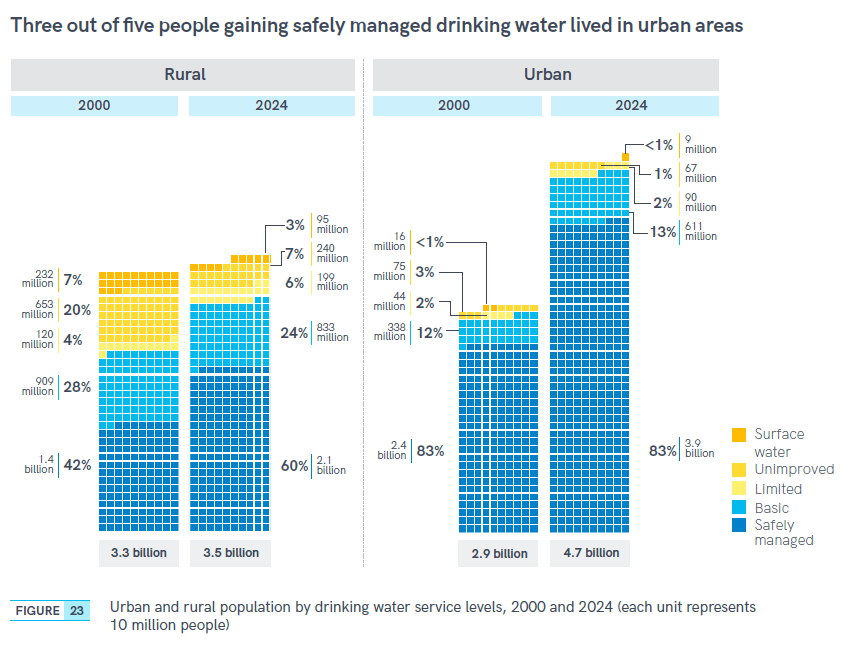 Three out of five people gaining safely managed drinking water lived in urban areas
Rural
Urban
2000
2024
2000
2024
232
million
7%
653
million
20%
120
million
4%
909
million
28%
1.4
billion
42%
3%
95
million
7%
240
million
6%
199
million
24%
833
million
60%
2.1
billion
16
million
<1%
75
million
3%
44
million
2%
338
million
12%
2.4
billion
83%
<1%
9
million
1%
67
million
2%
90
million
13%
611
million
83%
3.9
billion
Surface
water
Unimproved
Limited
Basic
Safely
managed
3.3 billion
3.5 billion
2.9 billion
4.7 billion
FIGURE 23
Urban and rural population by drinking water service levels, 2000 and 2024 (each unit represents
10 million people)